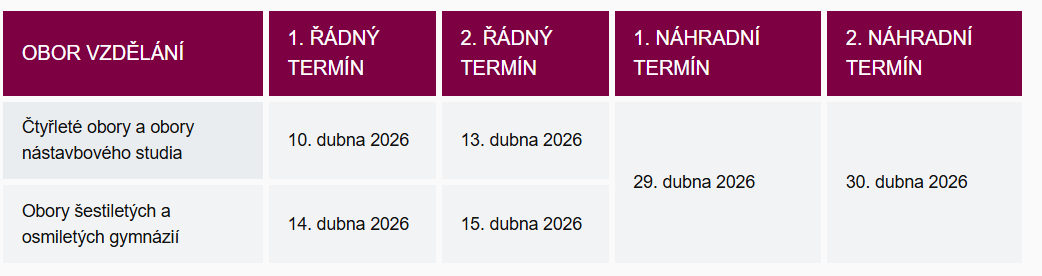 OBOR VZDĚLÁNÍ
1. ŘÁDNÝ
TERMÍN
2. ŘÁDNÝ
TERMÍN
1. NÁHRADNÍ
TERMÍN
2. NÁHRADNÍ
TERMÍN
Čtyřleté obory a obory
nástavbového studia
10. dubna 2026
13. dubna 2026
29. dubna 2026
30. dubna 2026
Obory šestiletých a
osmiletých gymnázií
14. dubna 2026
15. dubna 2026